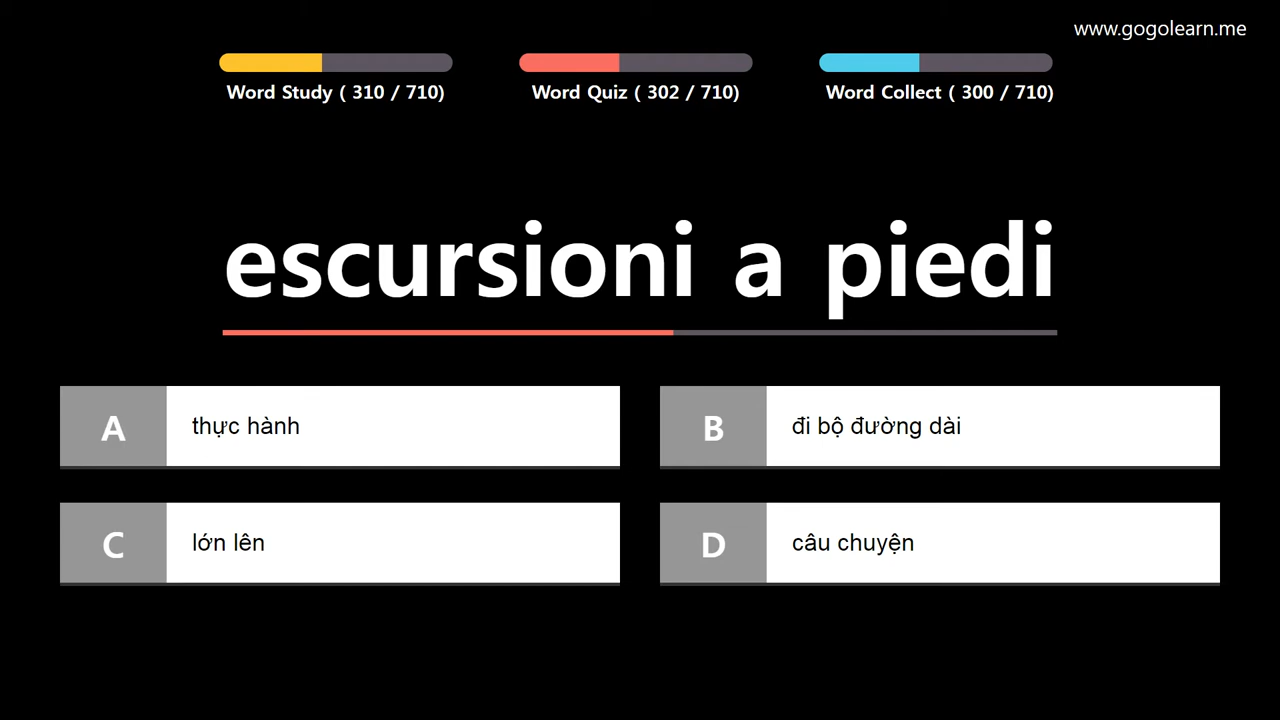 www.gogolearn.me
Word Study ( 310 / 710)
Word Quiz ( 302 / 710)
Word Collect ( 300 / 710)
escursioni a piedi
A
thực hành
B
đi bộ đường dài
C
lớn lên
D
câu chuyện